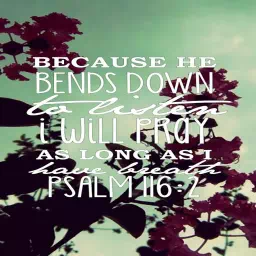 BECAUSE HE
BENDS DOWN
to listen
i WiLL PRAY
AS LONG AS I
have breath
PSALM 116:2